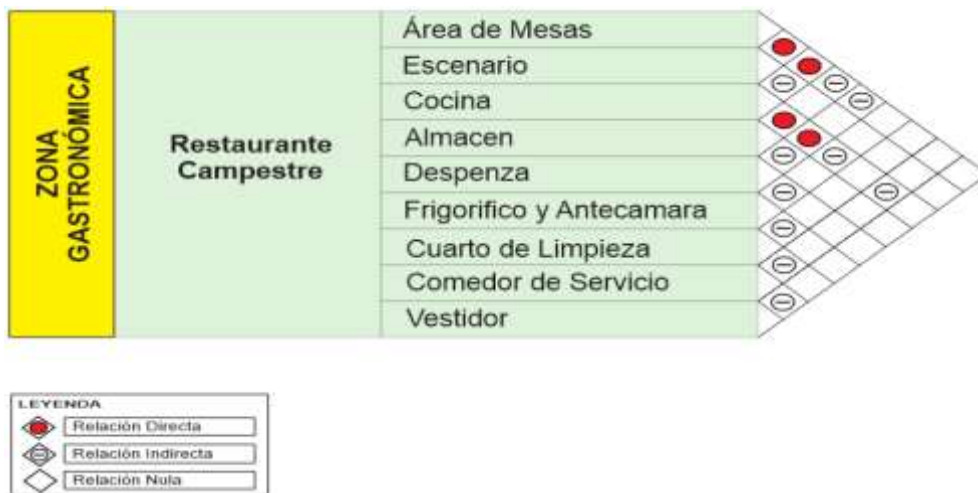 ZONA
GASTRONÓMICA
Restaurante
Campestre
Área de Mesas
Escenario
Cocina
Almacen
Despenza
Frigorifico y Antecamara
Cuarto de Limpieza
Comedor de Servicio
Vestidor
LEYENDA
Relación Directa
Relación Indirecta
Relación Nula